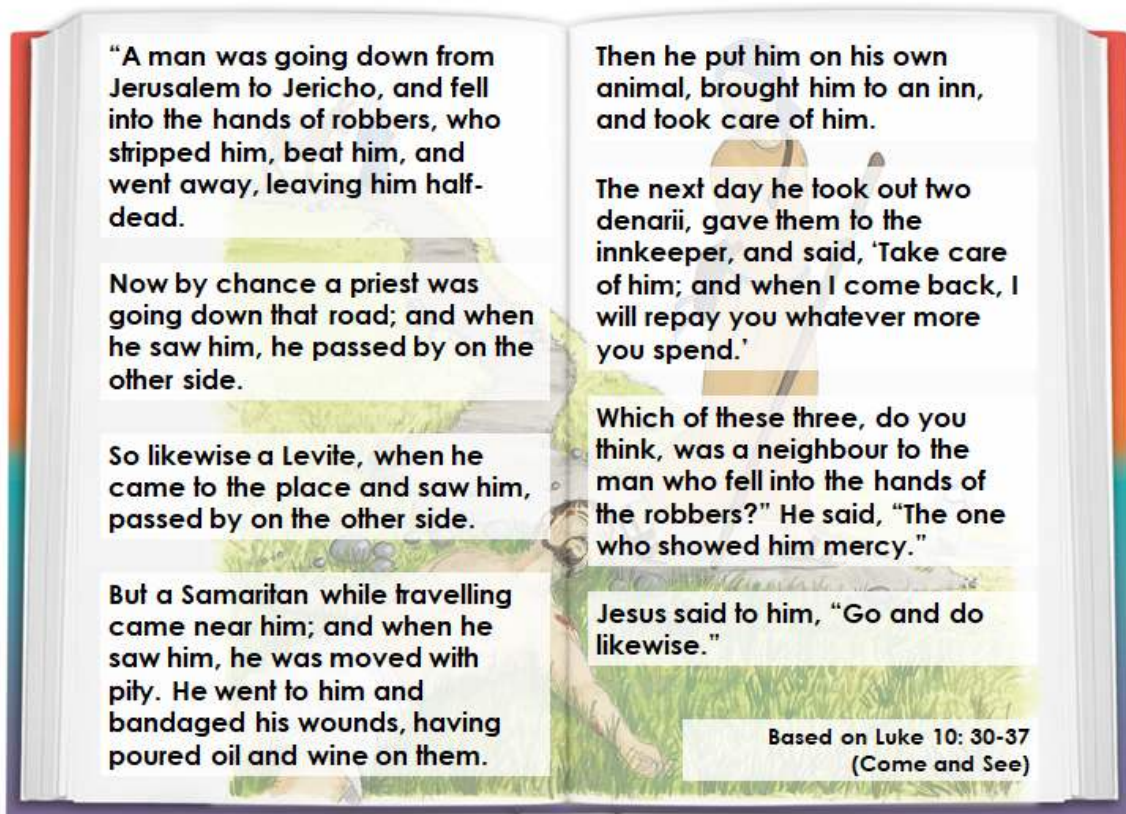 “A man was going down from
Jerusalem to Jericho, and fell
into the hands of robbers, who
stripped him, beat him, and
went away, leaving him half-
dead.
Now by chance a priest was
going down that road; and when
he saw him, he passed by on the
other side.
So likewise a Levite, when he
came to the place and saw him,
passed by on the other side.
But a Samaritan while travelling
came near him; and when he
saw him, he was moved with
pity. He went to him and
bandaged his wounds, having
poured oil and wine on them.
Then he put him on his own
animal, brought him to an inn,
and took care of him.
The next day he took out two
denarii, gave them to the
innkeeper, and said, ‘Take care
of him; and when I come back, I
will repay you whatever more
you spend.’
Which of these three, do you
think, was a neighbour to the
man who fell into the hands of
the robbers?” He said, “The one
who showed him mercy.”
Jesus said to him, “Go and do
likewise.”
Based on Luke 10: 30-37
(Come and See)